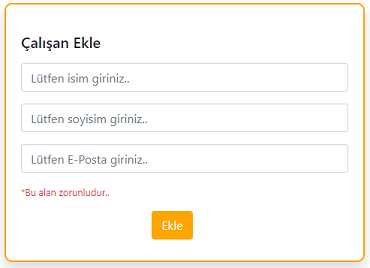 Çalışan Ekle
Lütfen isim giriniz..
Lütfen soyisim giriniz..
Lütfen E-Posta giriniz..
*Bu alan zorunludur..
Ekle